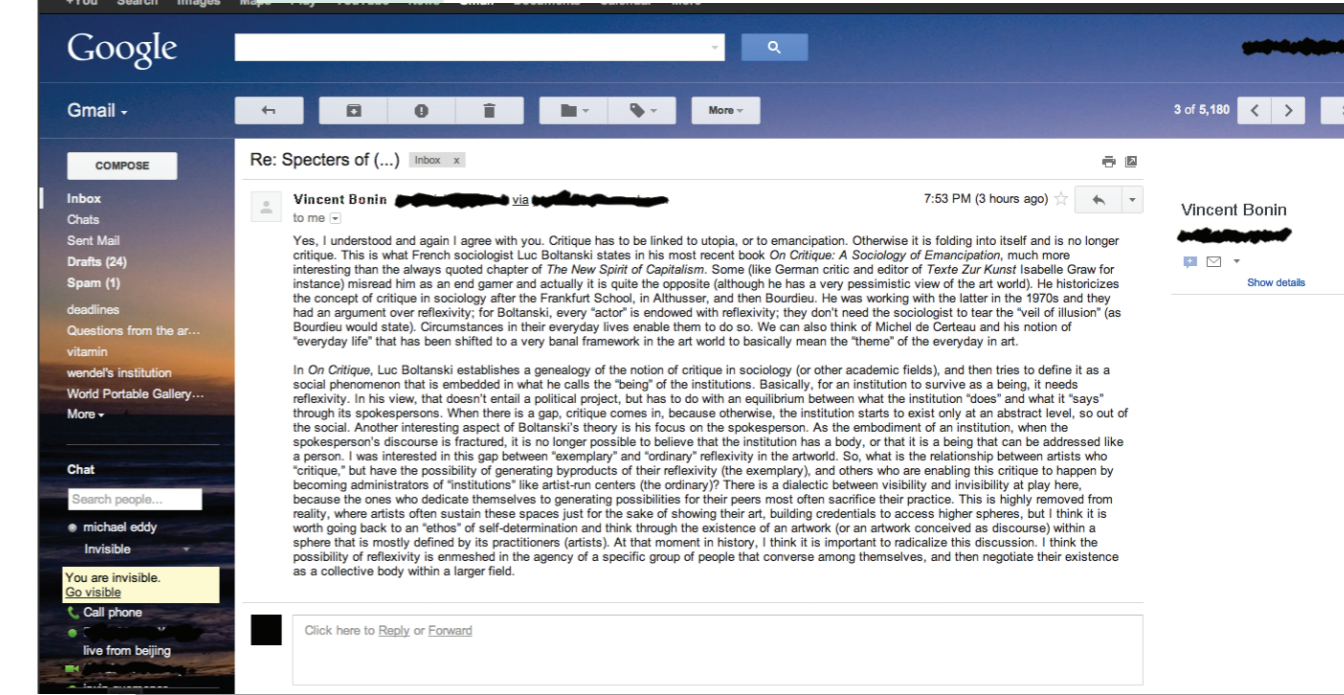 +You Search Images Maps Play YouTube News Gmail Documents Calendar More
Google
Gmail
More
3 of 5,180
COMPOSE
Inbox
Chats
Sent Mail
Drafts (24)
Spam (1)
deadlines
Questions from the ar...
vitamin
wendel's institution
World Portable Gallery...
More
Chat
Search people...
michael eddy
Invisible
You are invisible.
Go visible
Call phone
live from beijing
Re: Specters of (...) Inbox x
Vincent Bonin via
7:53 PM (3 hours ago)
to me
Yes, I understood and again I agree with you. Critique has to be linked to utopia, or to emancipation. Otherwise it is folding into itself and is no longer
critique. This is what French sociologist Luc Boltanski states in his most recent book On Critique: A Sociology of Emancipation, much more
interesting than the always quoted chapter of The New Spirit of Capitalism. Some (like German critic and editor of Texte Zur Kunst Isabelle Graw for
instance) misread him as an end gamer and actually it is quite the opposite (although he has a very pessimistic view of the art world). He historicizes
the concept of critique in sociology after the Frankfurt School, in Althusser, and then Bourdieu. He was working with the latter in the 1970s and they
had an argument over reflexivity; for Boltanski, every “actor” is endowed with reflexivity; they don’t need the sociologist to tear the “veil of illusion” (as
Bourdieu would state). Circumstances in their everyday lives enable them to do so. We can also think of Michel de Certeau and his notion of
“everyday life” that has been shifted to a very banal framework in the art world to basically mean the “theme” of the everyday in art.
In On Critique, Luc Boltanski establishes a genealogy of the notion of critique in sociology (or other academic fields), and then tries to define it as a
social phenomenon that is embedded in what he calls the “being” of the institutions. Basically, for an institution to survive as a being, it needs
reflexivity. In his view, that doesn’t entail a political project, but has to do with an equilibrium between what the institution “does” and what it “says”
through its spokespersons. When there is a gap, critique comes in, because otherwise, the institution starts to exist only at an abstract level, so out of
the social. Another interesting aspect of Boltanski’s theory is his focus on the spokesperson. As the embodiment of an institution, when the
spokesperson’s discourse is fractured, it is no longer possible to believe that the institution has a body, or that it is a being that can be addressed like
a person. I was interested in this gap between “exemplary” and “ordinary” reflexivity in the artworld. So, what is the relationship between artists who
“critique,” but have the possibility of generating byproducts of their reflexivity (the exemplary), and others who are enabling this critique to happen by
becoming administrators of “institutions” like artist-run centers (the ordinary)? There is a dialectic between visibility and invisibility at play here,
because the ones who dedicate themselves to generating possibilities for their peers most often sacrifice their practice. This is highly removed from
reality, where artists often sustain these spaces just for the sake of showing their art, building credentials to access higher spheres, but I think it is
worth going back to an “ethos” of self-determination and think through the existence of an artwork (or an artwork conceived as discourse) within a
sphere that is mostly defined by its practitioners (artists). At that moment in history, I think it is important to radicalize this discussion. I think the
possibility of reflexivity is enmeshed in the agency of a specific group of people that converse among themselves, and then negotiate their existence
as a collective body within a larger field.
Click here to Reply or Forward
Vincent Bonin
Show details